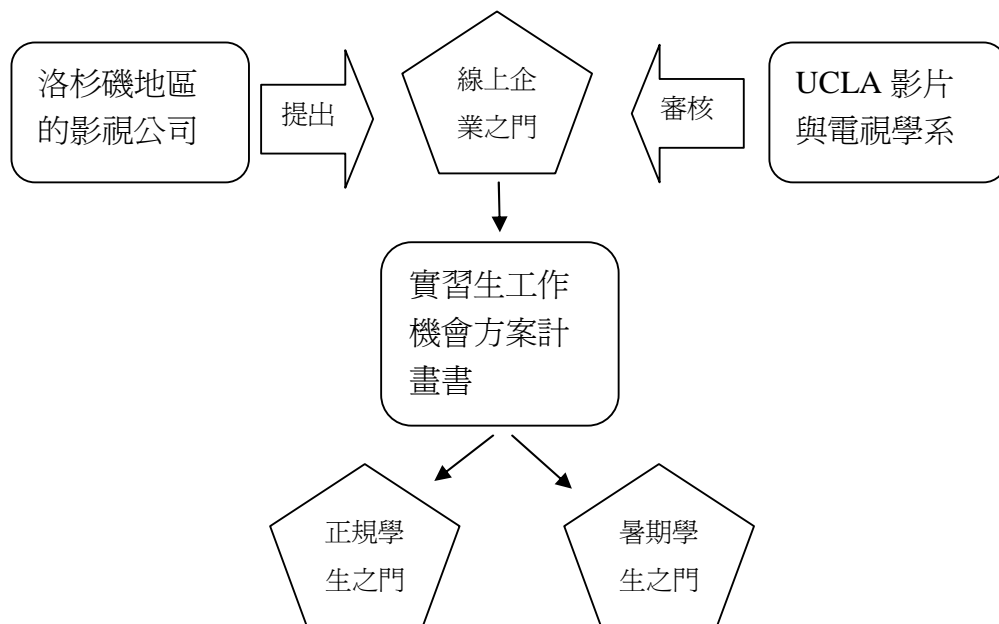 洛杉磯地區
的影視公司
提出
線上企
業之門
審核
UCLA 影片
與電視學系
實習生工作
機會方案計
畫書
正規學
生之門
暑期學
生之門